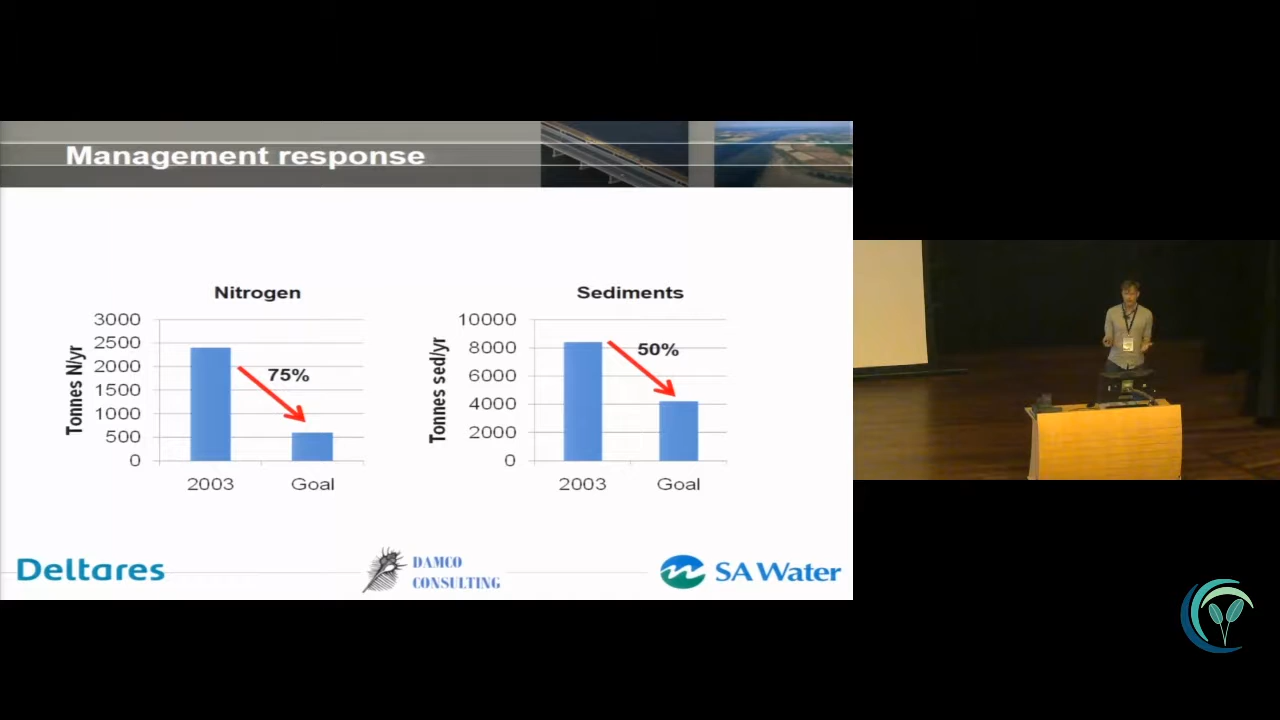 Management response
Nitrogen
Tonnes N/yr
3000
2500
2000
1500
1000
500
0
75%
2003 Goal
Sediments
Tonnes sed/yr
10000
8000
6000
4000
2000
0
50%
2003 Goal
Deltares
DAMCO
CONSULTING
SA Water